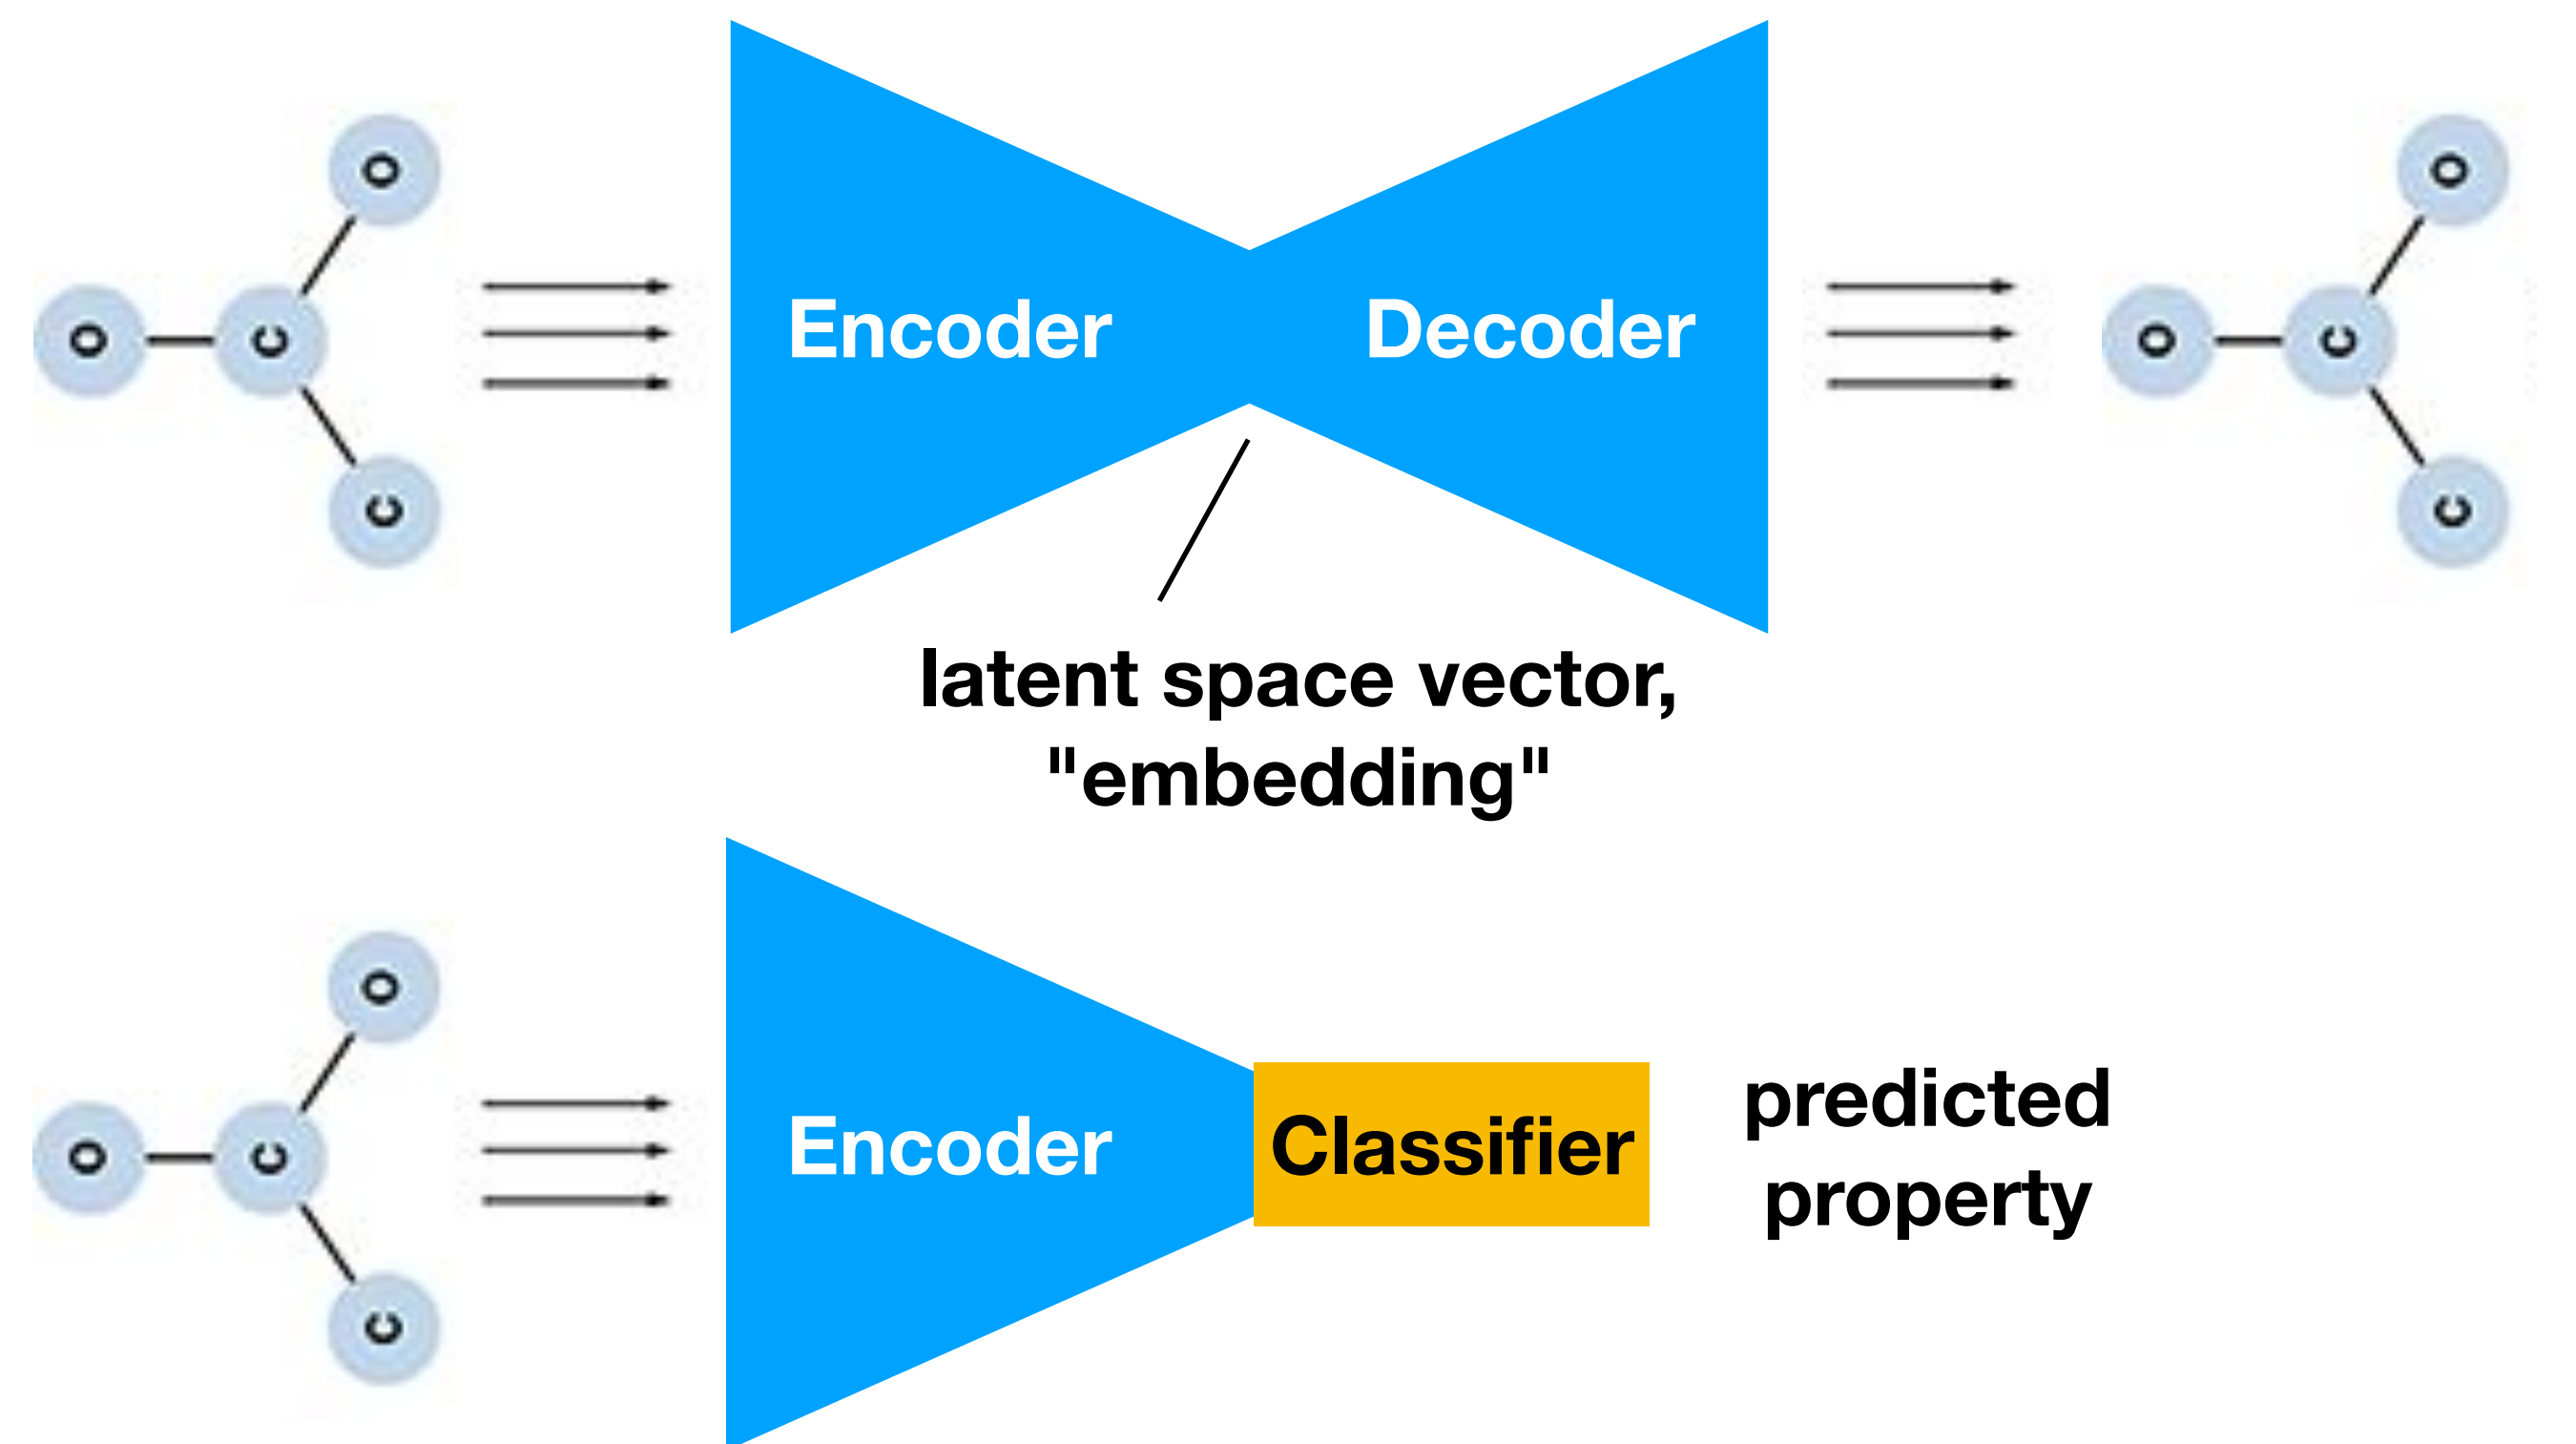 O
O
C
C
Encoder
Decoder
O
O
C
C
latent space vector,
"embedding"
O
O
C
C
Encoder
Classifier
predicted
property